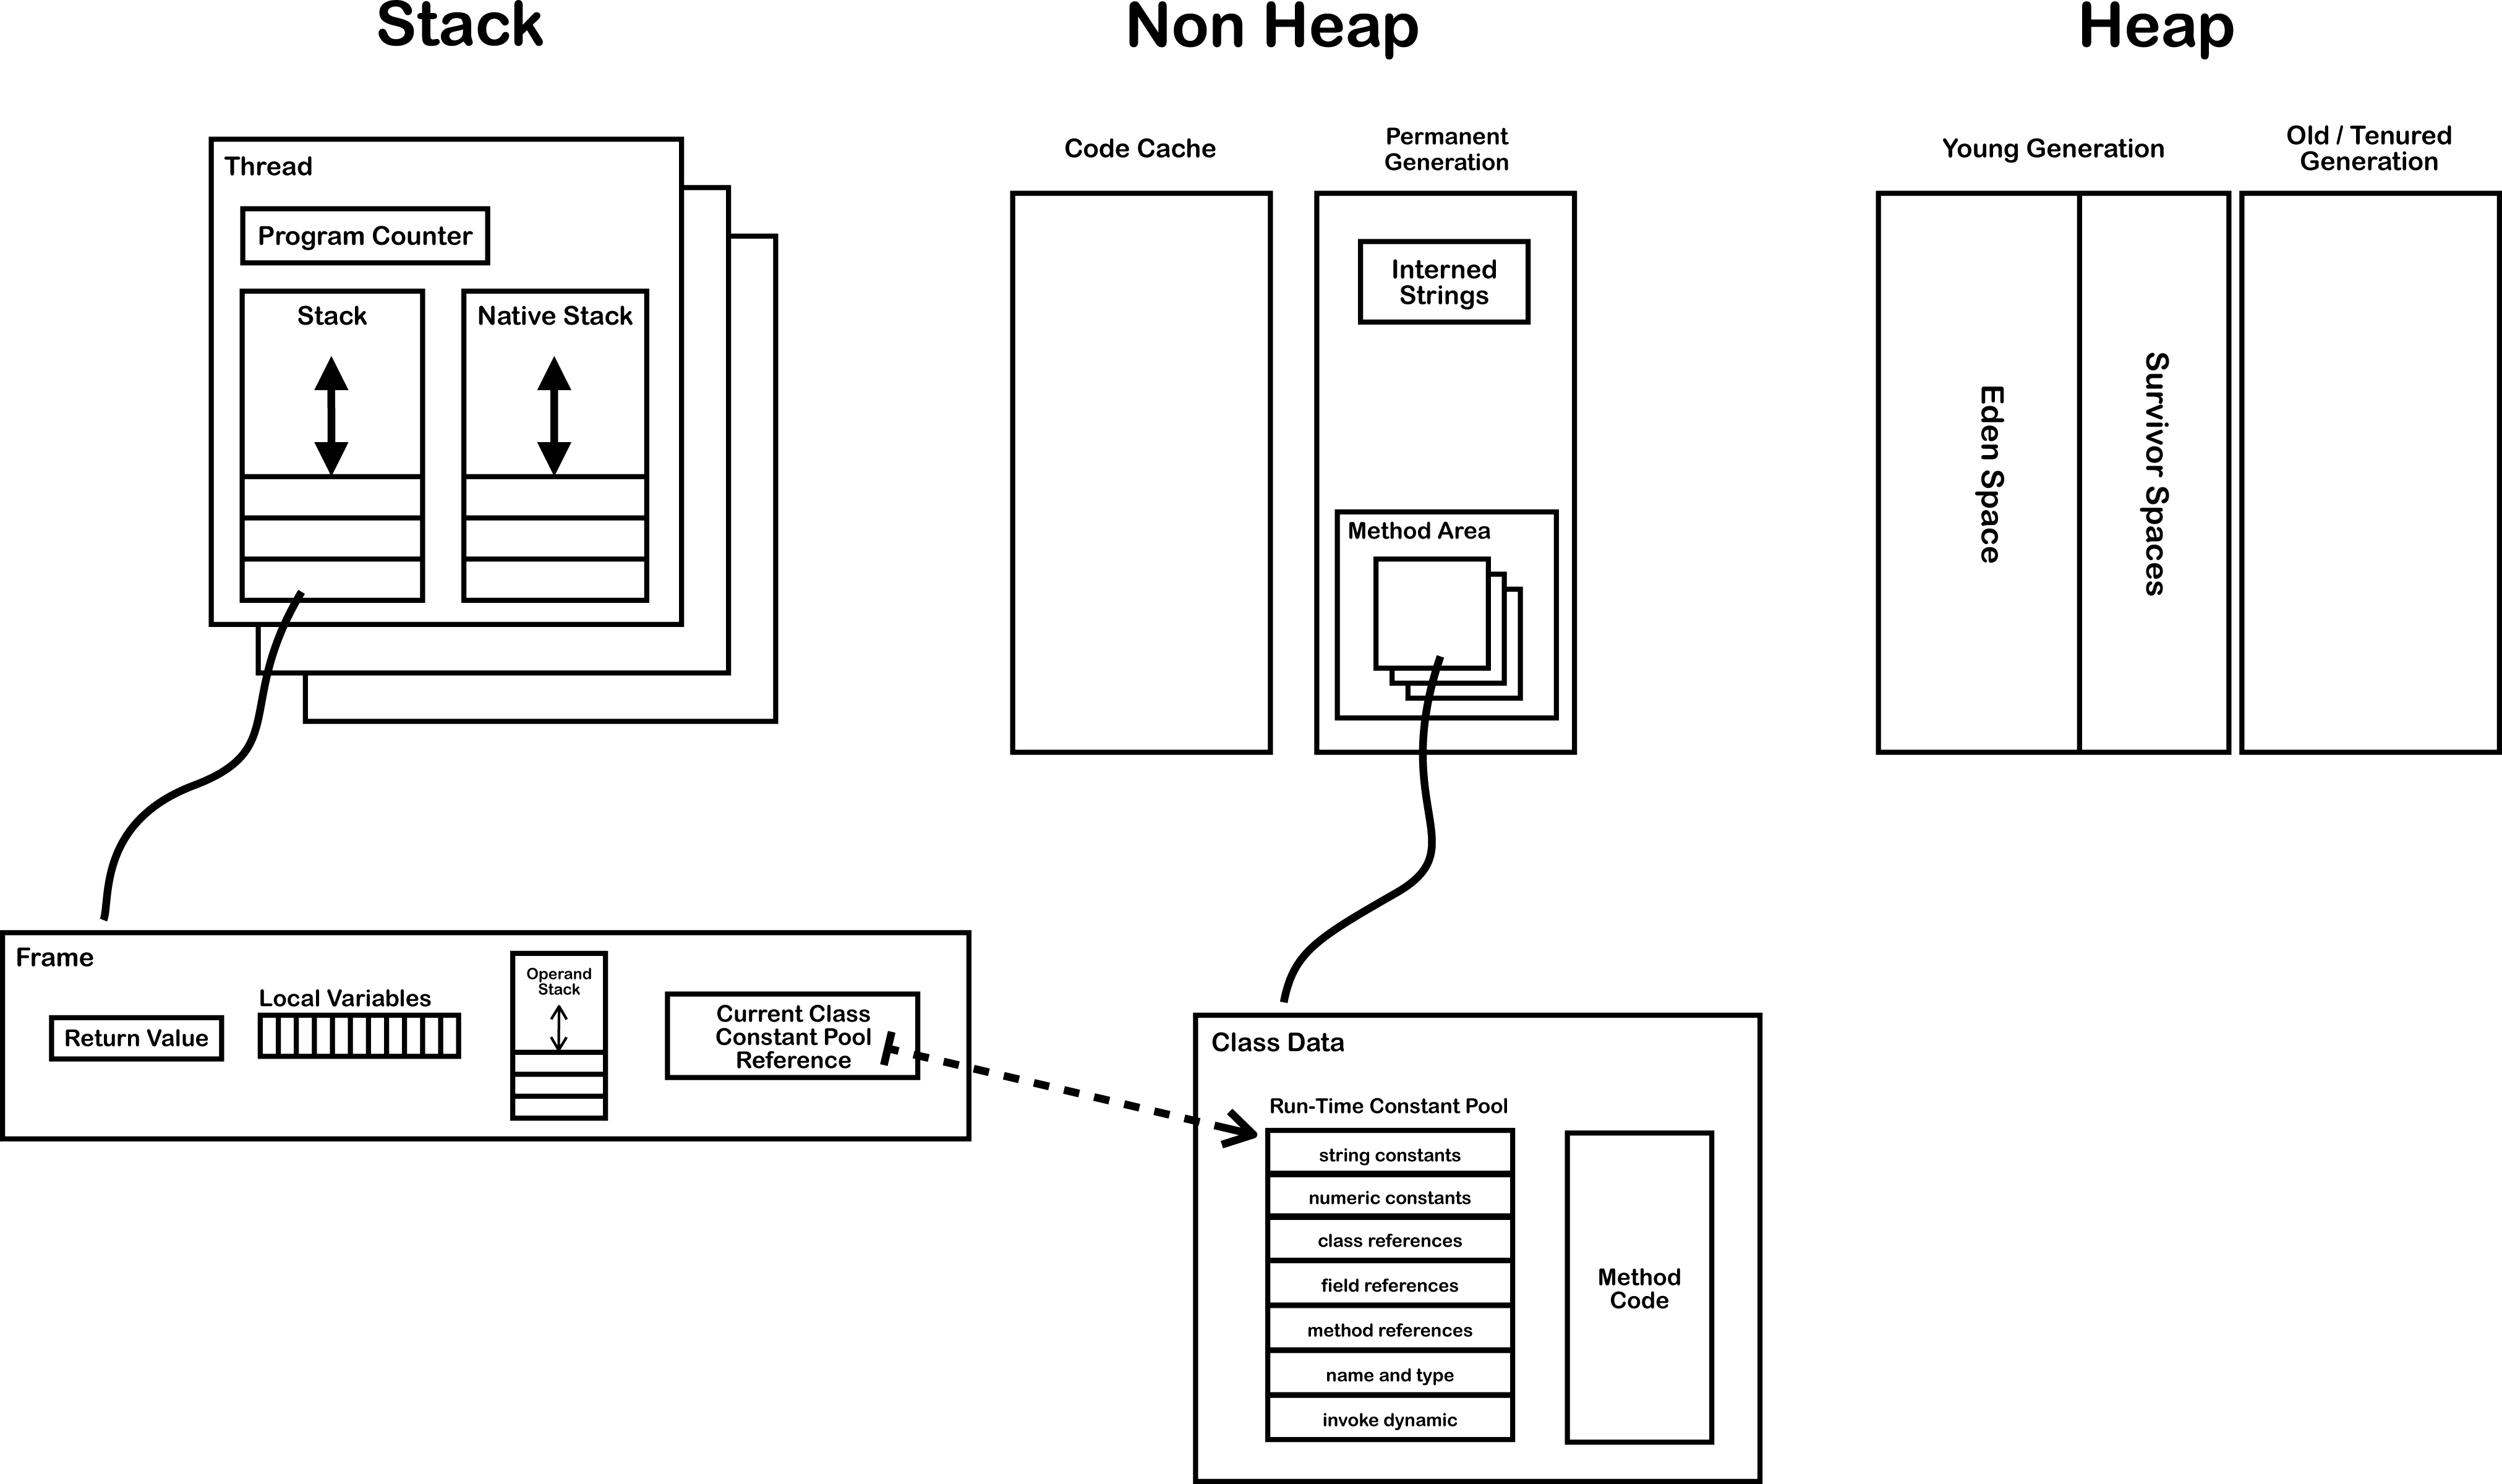 Stack
Non Heap
Heap
Thread
Program Counter
Stack
Native Stack
Code Cache
Permanent
Generation
Interned
Strings
Method Area
Young Generation
Old / Tenured
Generation
Eden Space
Survivor Spaces
Frame
Return Value
Local Variables
Operand
Stack
Current Class
Constant Pool
Reference
Class Data
Run-Time Constant Pool
string constants
numeric constants
class references
field references
method references
name and type
invoke dynamic
Method
Code